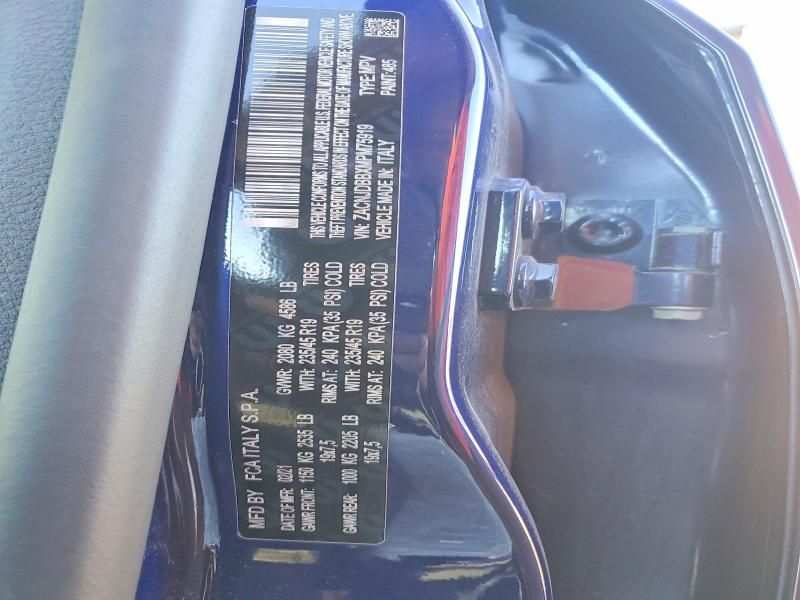 MFD BY FCA ITALY S.P.A.
DATE OF MFR: 02/21 GVWR: 2080 KG 4586 LB
GAWR FRONT: 1150 KG 2535 LB WITH: 235/45 R19 TIRES
19x7,5 RIMS AT: 240 KPA(35 PSI) COLD
GAWR REAR: 1000 KG 2205 LB WITH: 235/45 R19 TIRES
19x7,5 RIMS AT: 240 KPA(35 PSI) COLD
THIS VEHICLE CONFORMS TO ALL APPLICABLE U.S. FEDERAL MOTOR VEHICLE SAFETY AND
THEFT PREVENTION STANDARDS IN EFFECT ON THE DATE OF MANUFACTURE SHOWN ABOVE
VIN: ZACNJDBBXMPM75919 TYPE: MPV
VEHICLE MADE IN: ITALY PAINT: 485